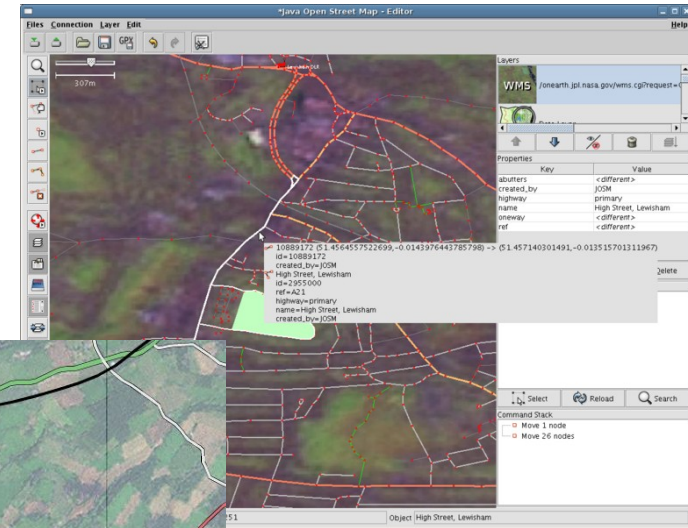 *Java Open Street Map - Editor
Files Connection Layer Edit
Help
GPX
307m
Layers
WMS /onearth.jpl.nasa.gov/wms.cgi?request=
Properties
Key Value
abutters <different>
created_by JOSM
highway primary
name High Street, Lewisham
oneway <different>
ref <different>
10889172 (51.4564557522699,-0.0143976443785798) -> (51.457140301491,-0.013515701311967)
id=10889172
created_by=JOSM
High Street, Lewisham
id=2955000
ref=A21
highway=primary
name=High Street, Lewisham
created_by=JOSM
Delete
Select Reload Search
Command Stack
Move 1 node
Move 26 nodes
251 Object High Street, Lewisham